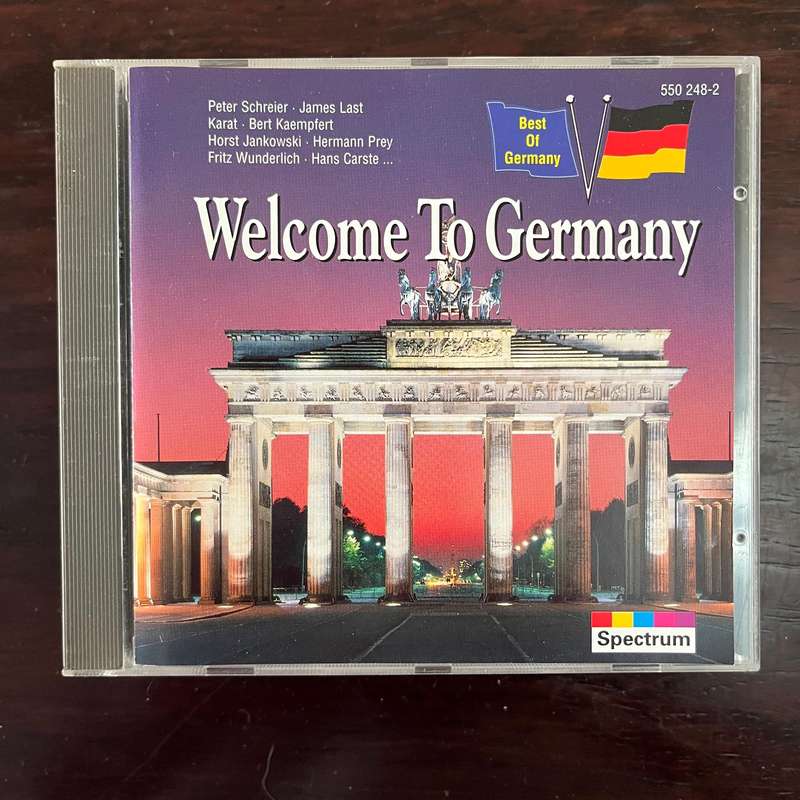 Peter Schreier · James Last
Karat · Bert Kaempfert
Horst Jankowski · Hermann Prey
Fritz Wunderlich · Hans Carste ...
550 248-2
Best
Of
Germany
Welcome To Germany
Spectrum